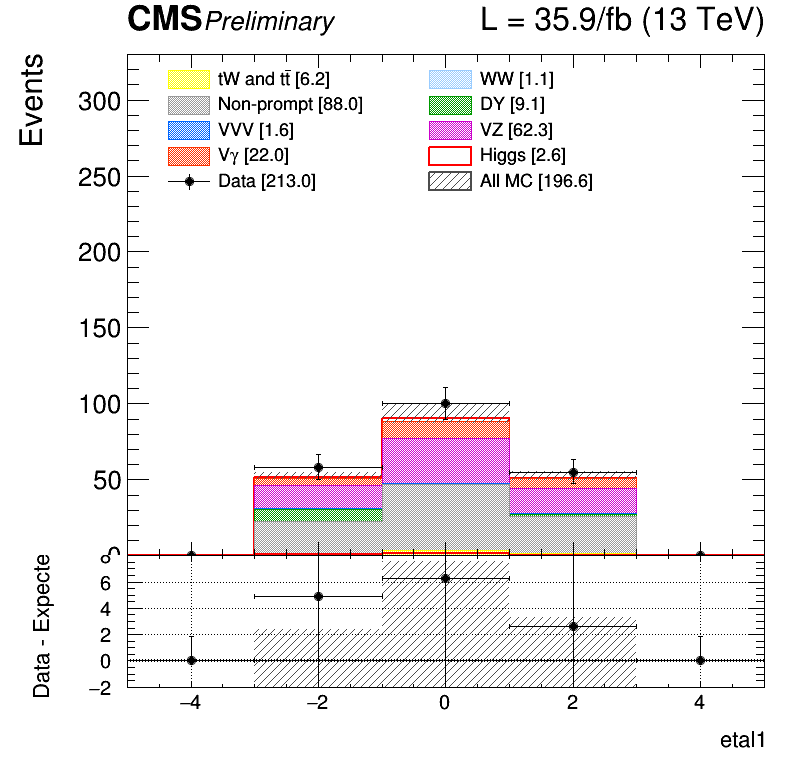 CMS Preliminary L = 35.9/fb (13 TeV)
Events
tW and tt̄ [6.2] WW [1.1]
Non-prompt [88.0] DY [9.1]
VVV [1.6] VZ [62.3]
Vγ [22.0] Higgs [2.6]
Data [213.0] All MC [196.6]
300
250
200
150
100
50
Data - Expecte
6
4
2
0
−2
−4 −2 0 2 4
etal1